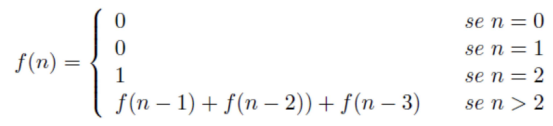 0 se n = 0
0 se n = 1
f(n) =
1 se n = 2
f(n − 1) + f(n − 2)) + f(n − 3) se n > 2